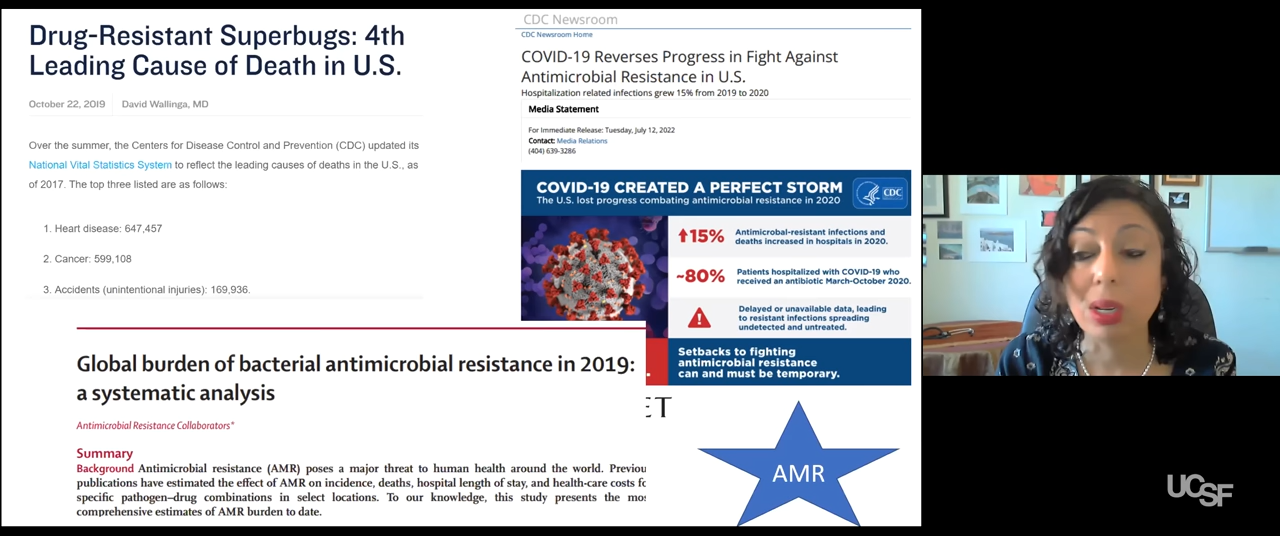 Drug-Resistant Superbugs: 4th
Leading Cause of Death in U.S.
October 22, 2019 David Wallinga, MD
Over the summer, the Centers for Disease Control and Prevention (CDC) updated its
National Vital Statistics System to reflect the leading causes of deaths in the U.S., as
of 2017. The top three listed are as follows:
1. Heart disease: 647,457
2. Cancer: 599,108
3. Accidents (unintentional injuries): 169,936.
CDC Newsroom
CDC Newsroom Home
COVID-19 Reverses Progress in Fight Against
Antimicrobial Resistance in U.S.
Hospitalization related infections grew 15% from 2019 to 2020
Media Statement
For Immediate Release: Tuesday, July 12, 2022
Contact: Media Relations
(404) 639-3286
COVID-19 CREATED A PERFECT STORM
The U.S. lost progress combating antimicrobial resistance in 2020
CDC
15%
Antimicrobal-resistant infections and
deaths increased in hospitals in 2020.
~80%
Patients hospitalized with COVID-19 who
received an antibiotic March-October 2020.
Delayed or unavailable data, leading
to resistant infections spreading
undetected and untreated.
Setbacks to fighting
antimicrobial resistance
can and must be temporary.
Global burden of bacterial antimicrobial resistance in 2019:
a systematic analysis
Antimicrobial Resistance Collaborators*
Summary
Background Antimicrobial resistance (AMR) poses a major threat to human health around the world. Previou
publications have estimated the effect of AMR on incidence, deaths, hospital length of stay, and health-care costs fo
specific pathogen–drug combinations in select locations. To our knowledge, this study presents the mos
comprehensive estimates of AMR burden to date.
ET
AMR
UCSF